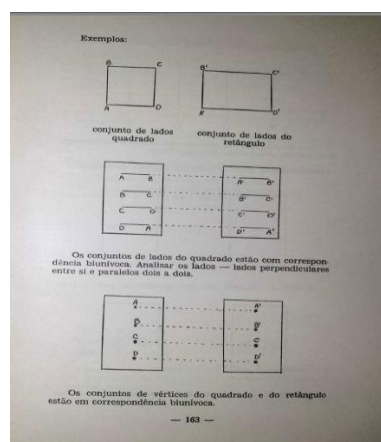 Exemplos:
B C B' C'
A D A' D'
conjunto de lados conjunto de lados do
quadrado retângulo
A B A' B'
B C B' C'
C D C' D'
D A D' A'
Os conjuntos de lados do quadrado estão com correspon-
dência biunívoca. Analisar os lados — lados perpendiculares
entre si e paralelos dois a dois.
A A'
B B'
C C'
D D'
Os conjuntos de vértices do quadrado e do retângulo
estão em correspondência biunívoca.
— 163 —